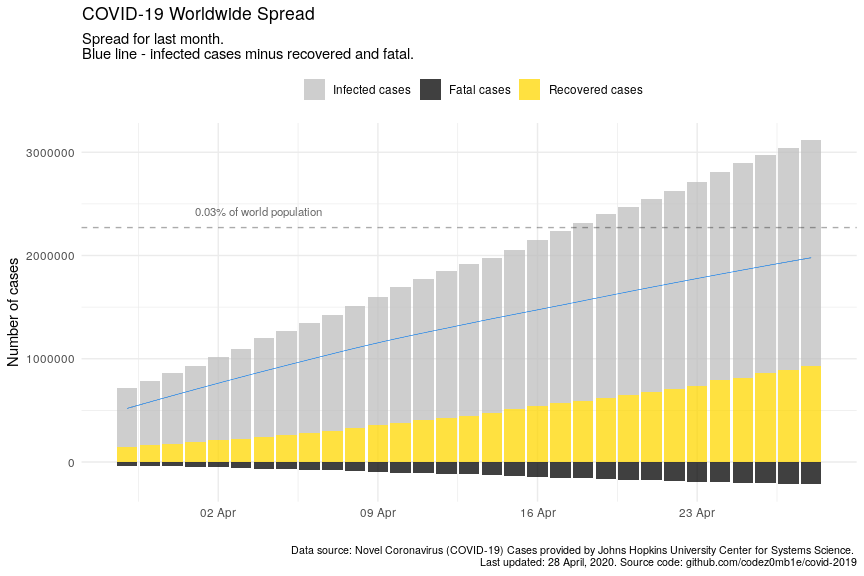 COVID-19 Worldwide Spread
Spread for last month.
Blue line - infected cases minus recovered and fatal.
Infected cases
Fatal cases
Recovered cases
Number of cases
3000000
2000000
1000000
0
0.03% of world population
02 Apr
09 Apr
16 Apr
23 Apr
Data source: Novel Coronavirus (COVID-19) Cases provided by Johns Hopkins University Center for Systems Science.
Last updated: 28 April, 2020. Source code: github.com/codez0mb1e/covid-2019